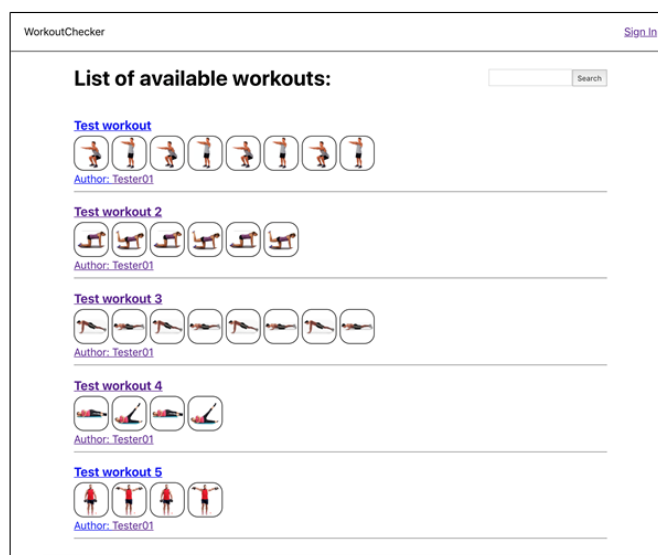 WorkoutChecker Sign In
List of available workouts: Search
Test workout
Author: Tester01
Test workout 2
Author: Tester01
Test workout 3
Author: Tester01
Test workout 4
Author: Tester01
Test workout 5
Author: Tester01